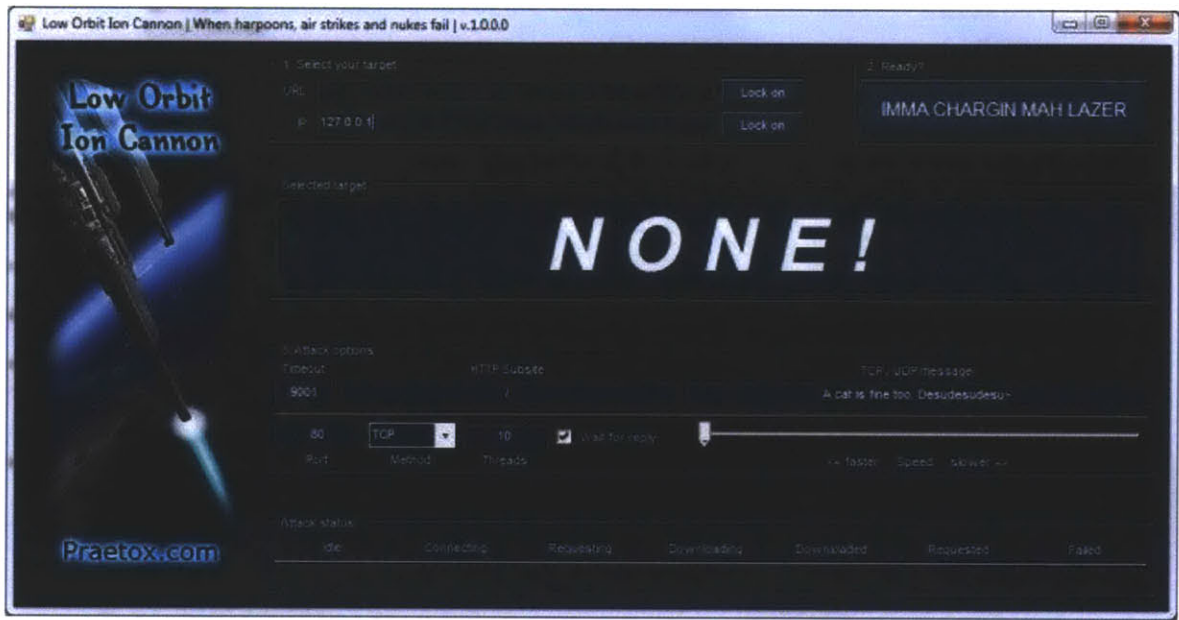 Low Orbit Ion Cannon | When harpoons, air strikes and nukes fail | v.1.0.0.0
Low Orbit
Ion Cannon
Praetox.com
1. Select your target
URL
Lock on
IP
127.0.0.1
Lock on
2. Ready?
IMMA CHARGIN MAH LAZER
Selected target
NONE!
3. Attack options
Timeout
HTTP Subsite
TCP / UDP message
9001
/
A cat is fine too. Desudesudesu~
80
TCP
10
Wait for reply
Port
Method
Threads
<= faster Speed slower =>
Attack status
Idle
Connecting
Requesting
Downloading
Downloaded
Requested
Failed